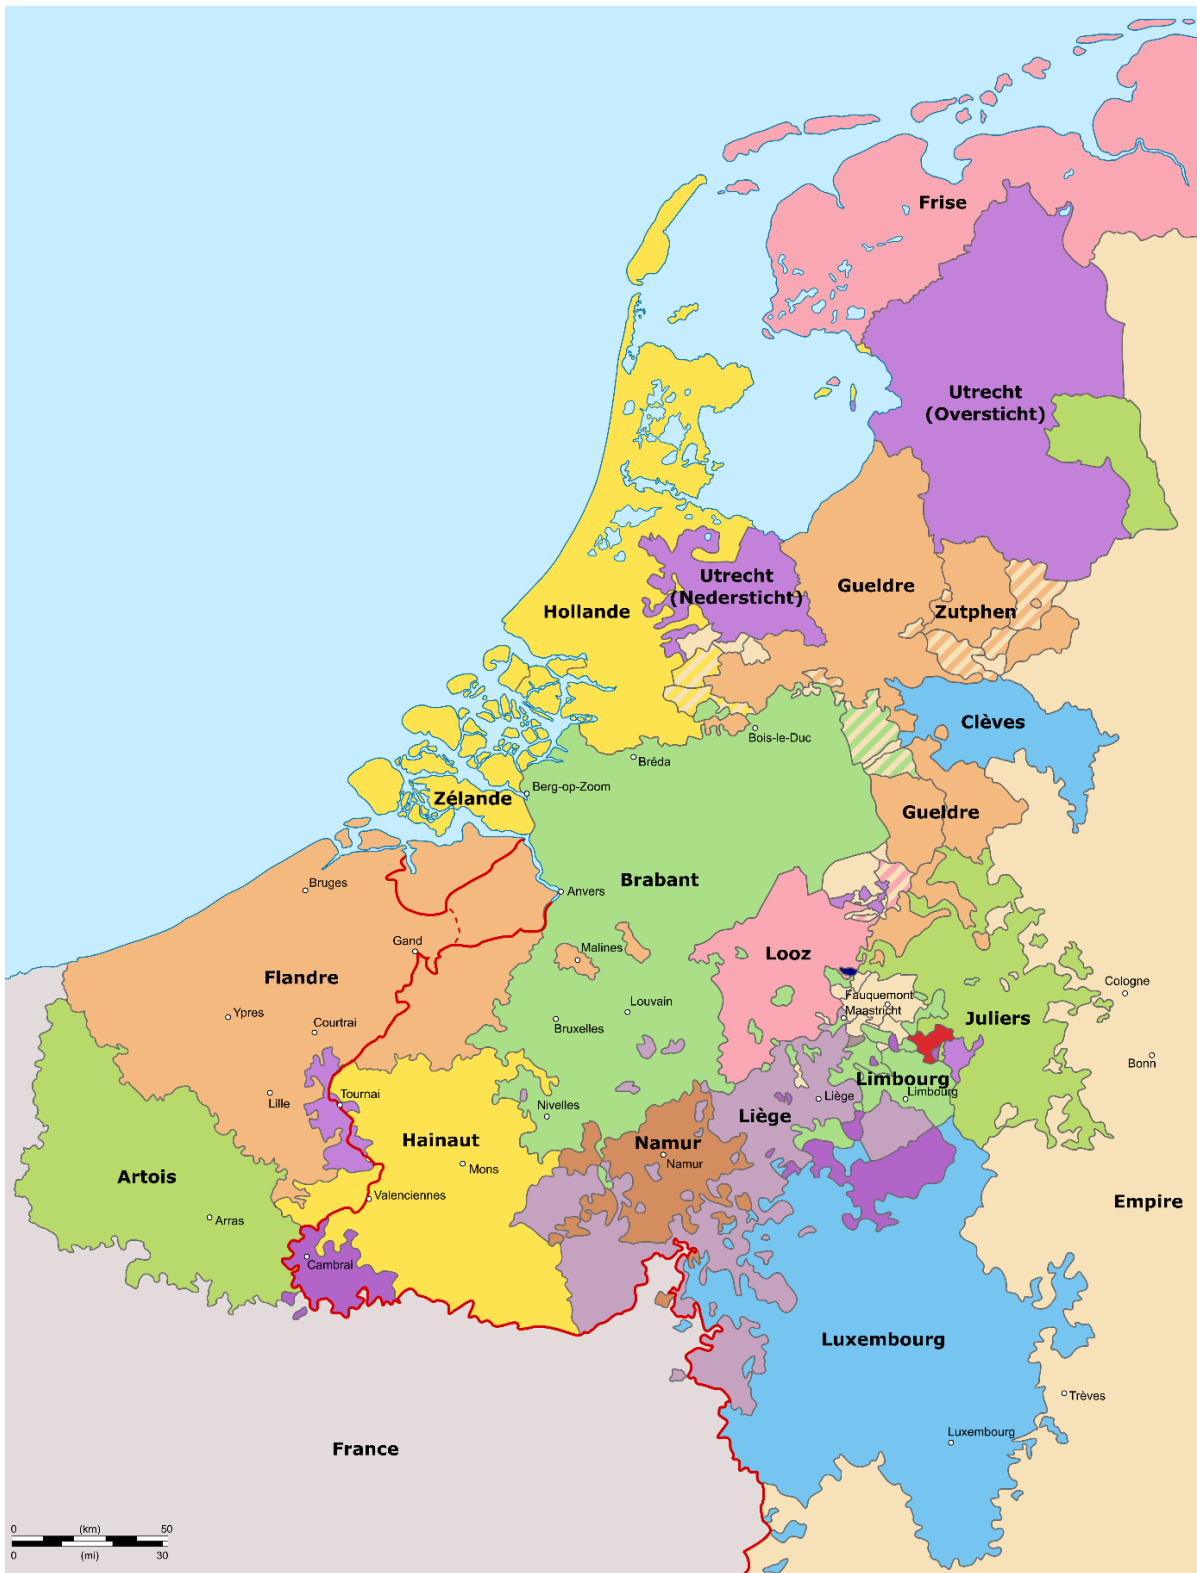 Frise
Utrecht
(Oversticht)
Utrecht
(Nedersticht)
Gueldre
Hollande
Zutphen
Clèves
Bois-le-Duc
Bréda
Berg-op-Zoom
Zélande
Gueldre
Brabant
Bruges
Anvers
Gand
Malines
Looz
Flandre
Cologne
Fauquemont
Maastricht
Ypres
Courtrai
Louvain
Bruxelles
Juliers
Bonn
Limbourg
Limbourg
Lille
Tournai
Nivelles
Liège
Liège
Hainaut
Namur
Namur
Mons
Artois
Valenciennes
Arras
Empire
Cambrai
Luxembourg
Trèves
Luxembourg
France
0 (km) 50
0 (mi) 30